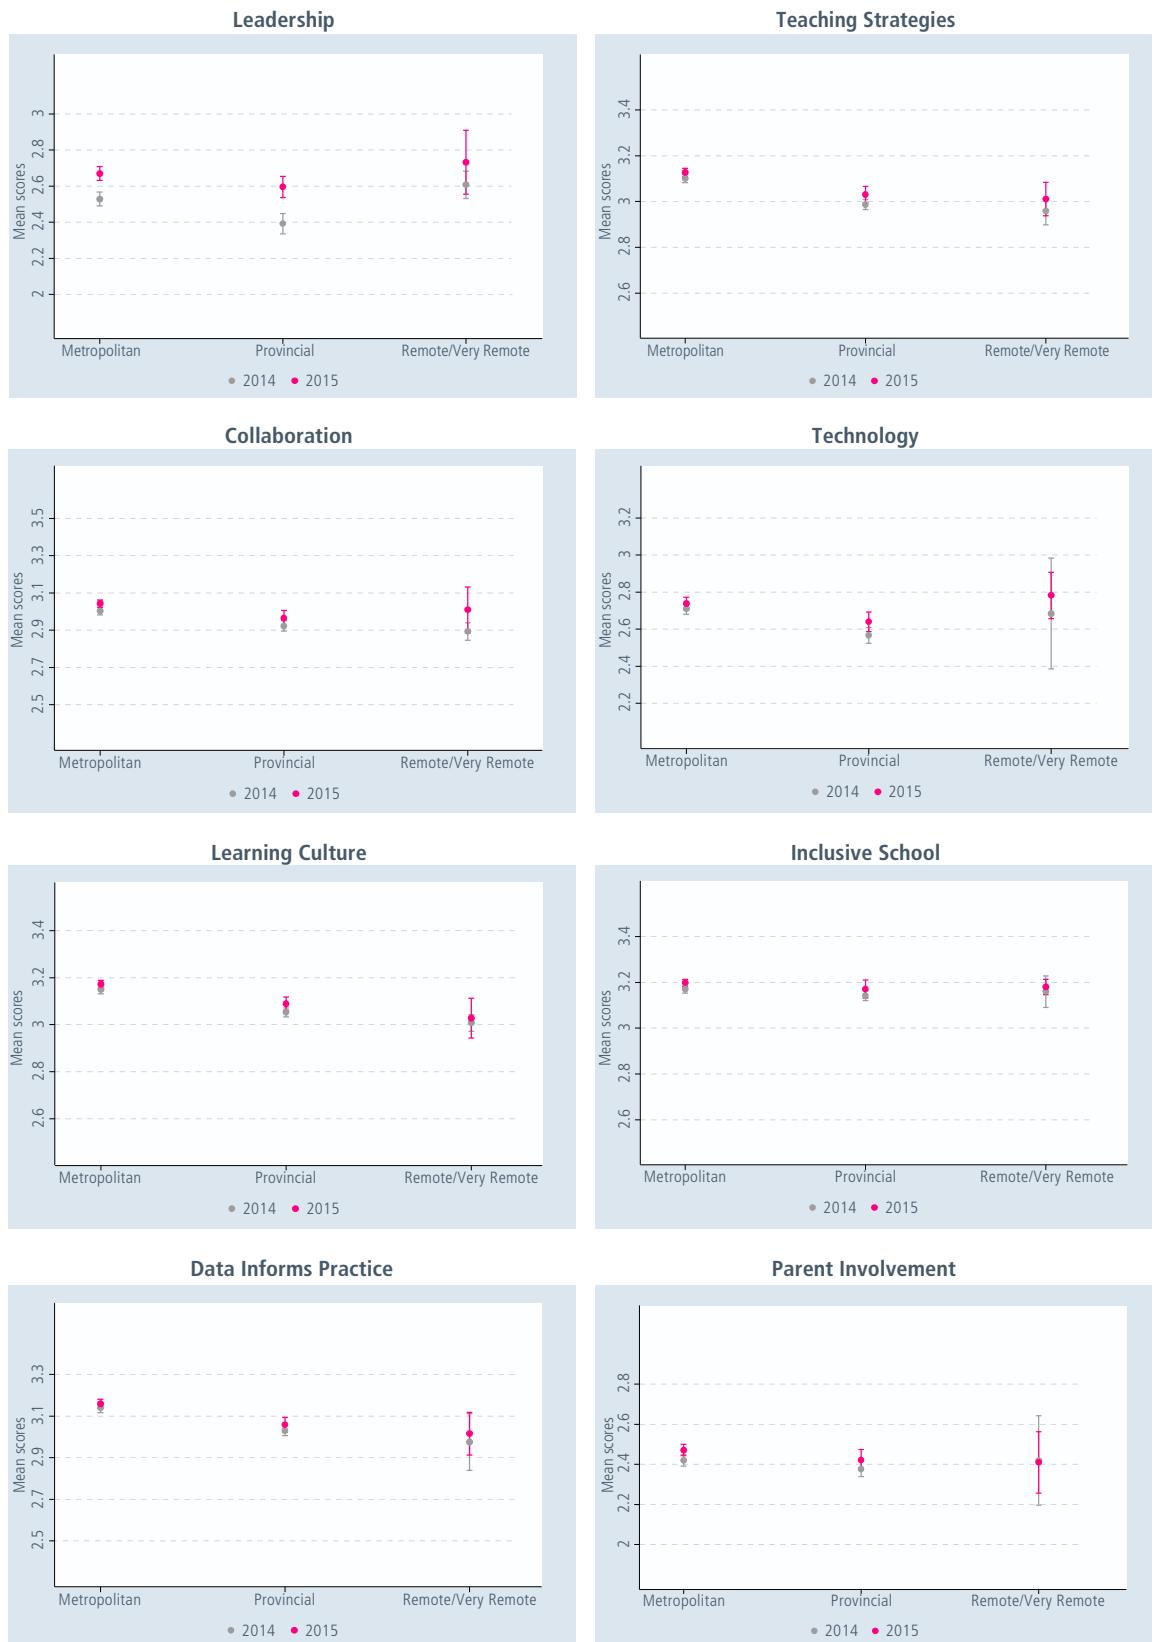 Leadership
Mean scores
3
2.8
2.6
2.4
2.2
2
Metropolitan Provincial Remote/Very Remote
2014 2015
Teaching Strategies
Mean scores
3.4
3.2
3
2.8
2.6
Metropolitan Provincial Remote/Very Remote
2014 2015
Collaboration
Mean scores
3.5
3.3
3.1
2.9
2.7
2.5
Metropolitan Provincial Remote/Very Remote
2014 2015
Technology
Mean scores
3.2
3
2.8
2.6
2.4
2.2
Metropolitan Provincial Remote/Very Remote
2014 2015
Learning Culture
Mean scores
3.4
3.2
3
2.8
2.6
Metropolitan Provincial Remote/Very Remote
2014 2015
Inclusive School
Mean scores
3.4
3.2
3
2.8
2.6
Metropolitan Provincial Remote/Very Remote
2014 2015
Data Informs Practice
Mean scores
3.3
3.1
2.9
2.7
2.5
Metropolitan Provincial Remote/Very Remote
2014 2015
Parent Involvement
Mean scores
2.8
2.6
2.4
2.2
2
Metropolitan Provincial Remote/Very Remote
2014 2015